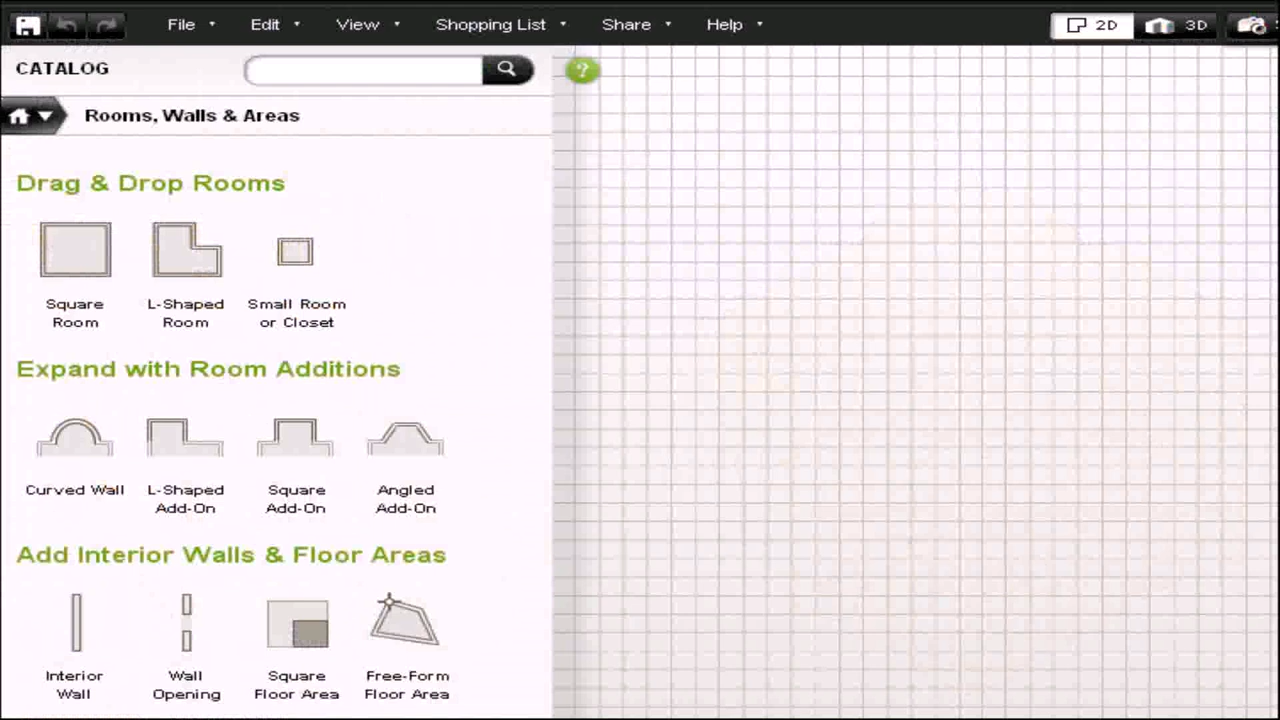 File Edit View Shopping List Share Help 2D 3D
CATALOG ?
Rooms, Walls & Areas
Drag & Drop Rooms
Square Room
L-Shaped Room
Small Room or Closet
Expand with Room Additions
Curved Wall
L-Shaped Add-On
Square Add-On
Angled Add-On
Add Interior Walls & Floor Areas
Interior Wall
Wall Opening
Square Floor Area
Free-Form Floor Area